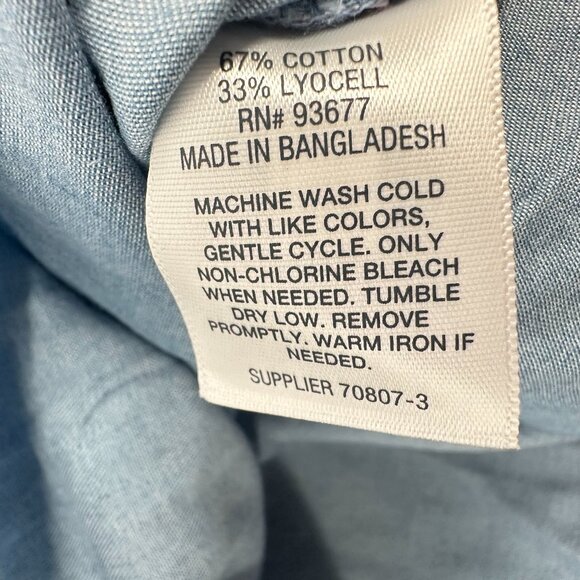 67% COTTON
33% LYOCELL
RN# 93677
MADE IN BANGLADESH
MACHINE WASH COLD
WITH LIKE COLORS,
GENTLE CYCLE. ONLY
NON-CHLORINE BLEACH
WHEN NEEDED. TUMBLE
DRY LOW. REMOVE
PROMPTLY. WARM IRON IF
NEEDED.
SUPPLIER 70807-3